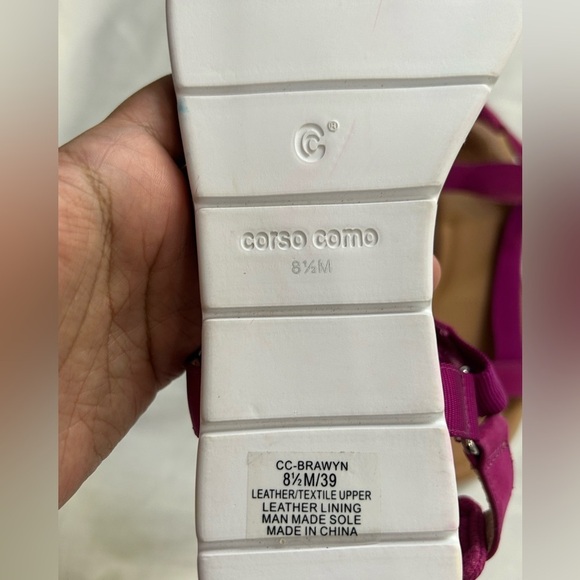 ®
corso como
8½M
CC-BRAWYN
8½M/39
LEATHER/TEXTILE UPPER
LEATHER LINING
MAN MADE SOLE
MADE IN CHINA